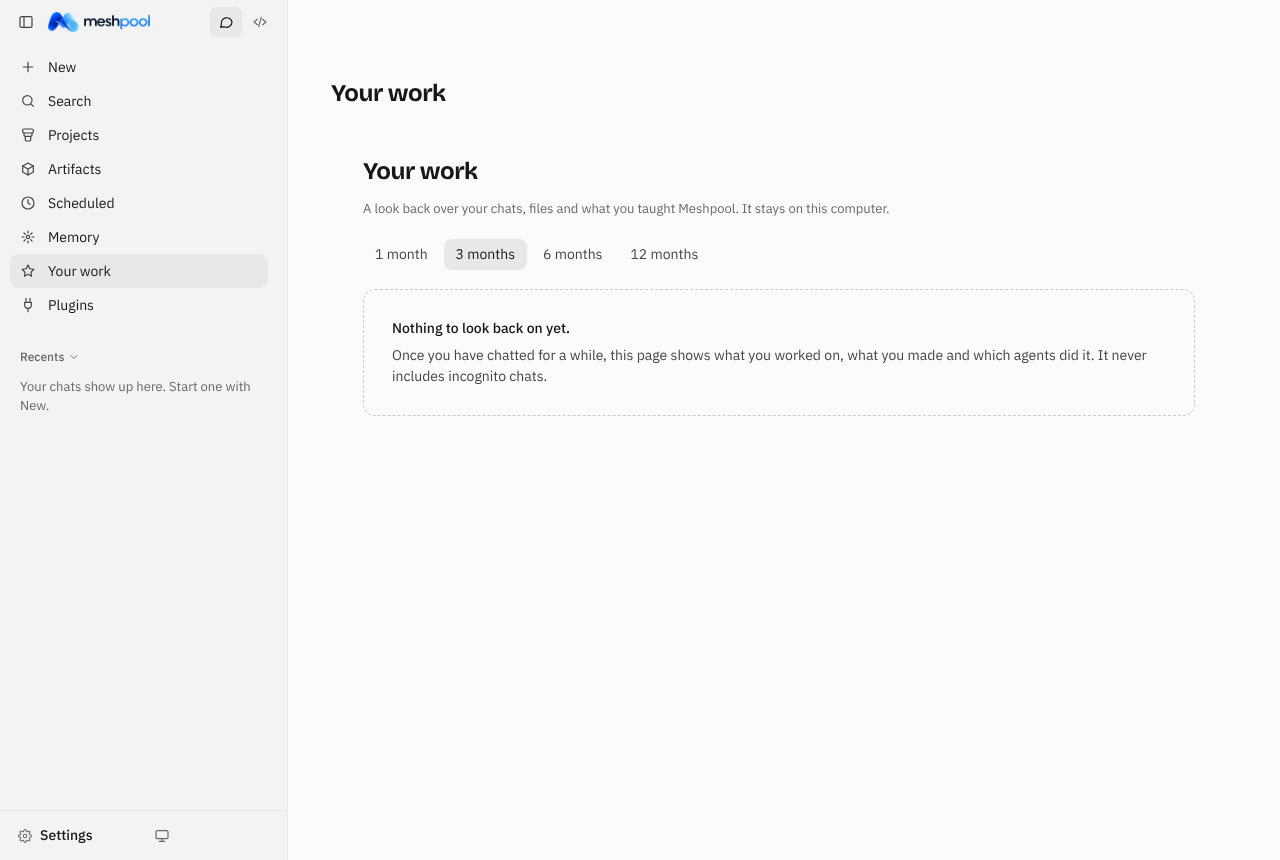 meshpool
New
Search
Projects
Artifacts
Scheduled
Memory
Your work
Plugins
Recents
Your chats show up here. Start one with
New.
Settings
Your work
Your work
A look back over your chats, files and what you taught Meshpool. It stays on this computer.
1 month
3 months
6 months
12 months
Nothing to look back on yet.
Once you have chatted for a while, this page shows what you worked on, what you made and which agents did it. It never
includes incognito chats.